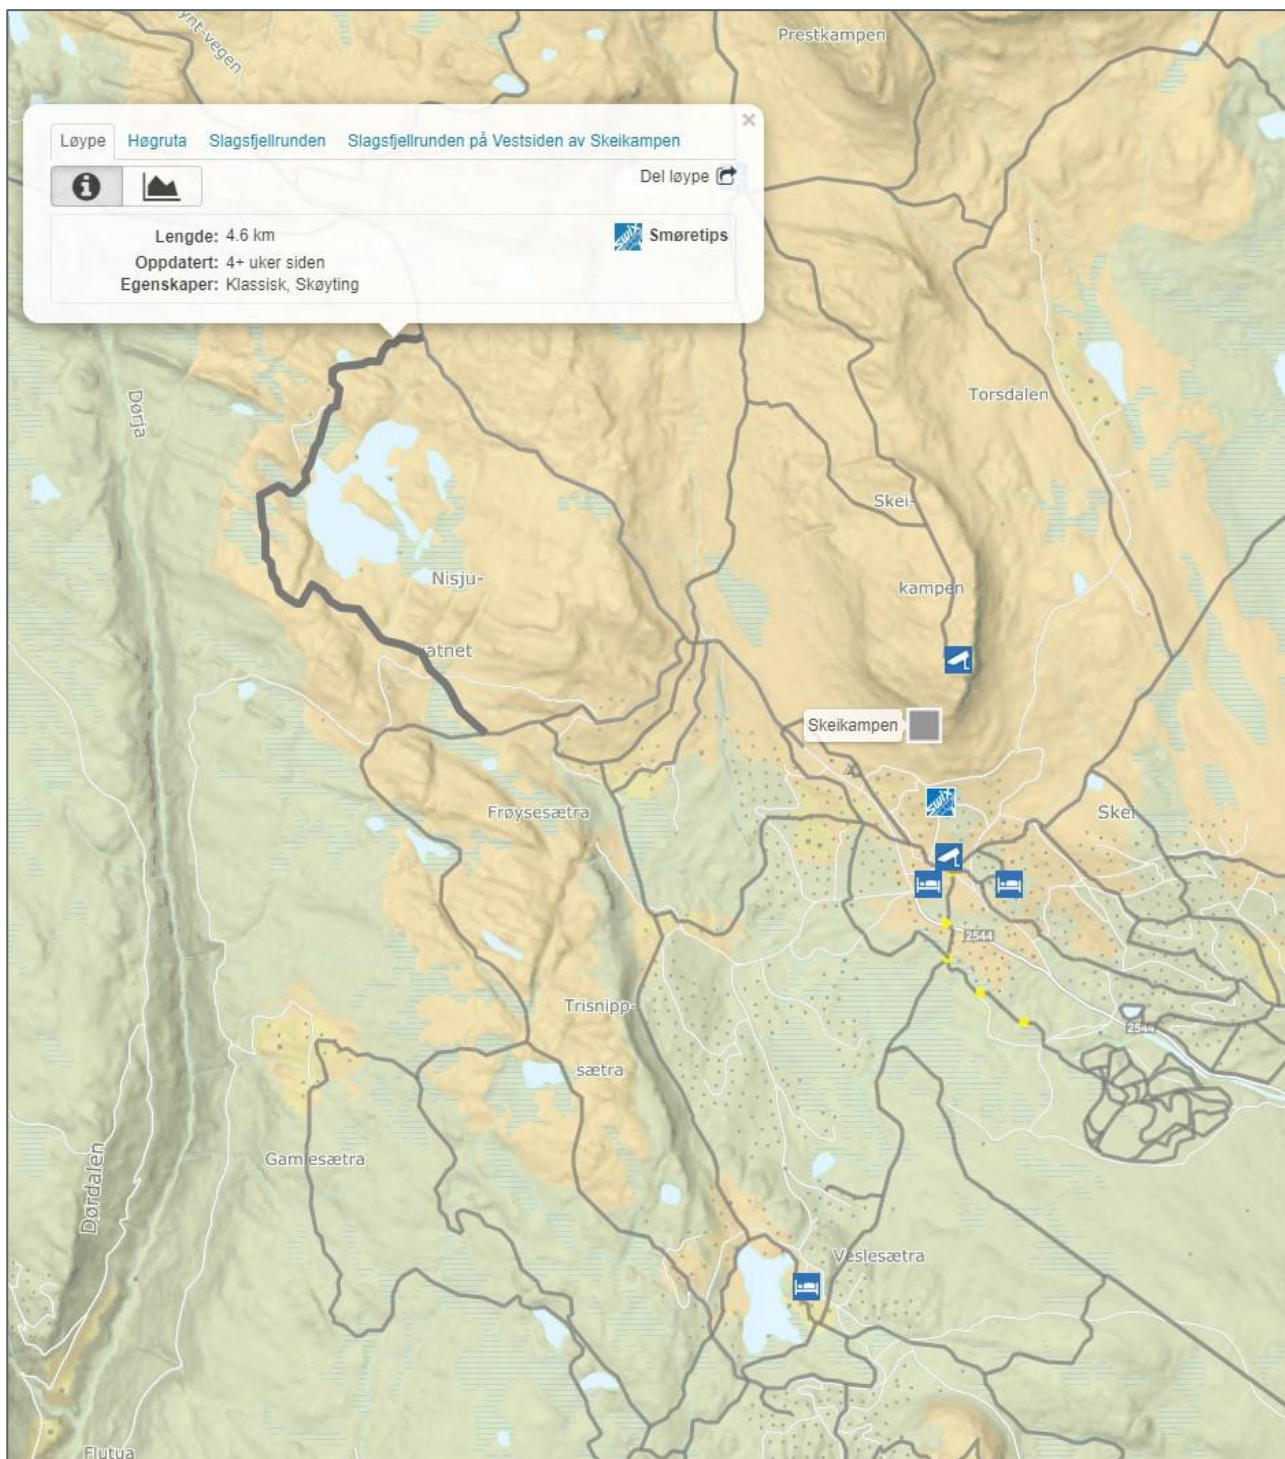 Prestkampen
Løype Høgruta Slagsfjellrunden Slagsfjellrunden på Vestsiden av Skeikampen
Del løype
Lengde: 4.6 km
Swix
Smøretips
Oppdatert: 4+ uker siden
Egenskaper: Klassisk, Skøyting
Dørja
Torsdalen
Skei-
Nisju-
kampen
Skeikampen
Frøysesætra
Swix
Skei
2544
Trisnipp-
2544
sætra
Gamlesætra
Dørdalen
Veslesætra
Flutua